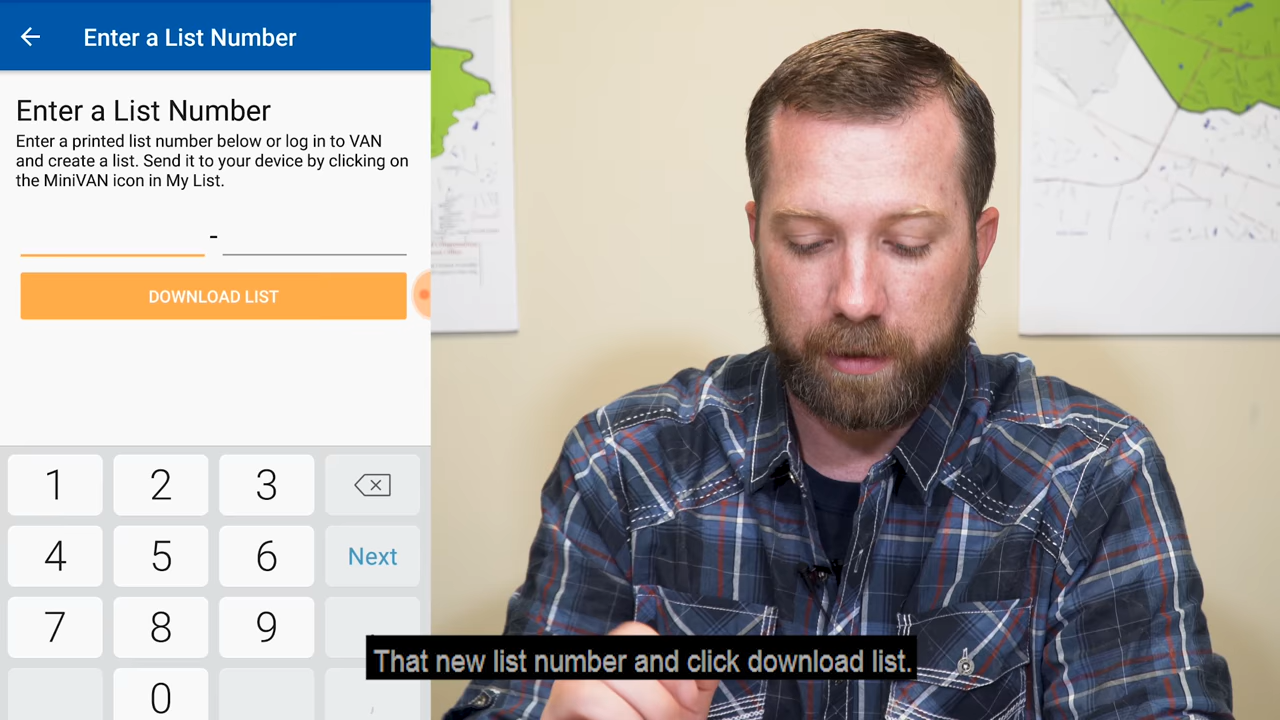 Enter a List Number
Enter a List Number
Enter a printed list number below or log in to VAN
and create a list. Send it to your device by clicking on
the MiniVAN icon in My List.
-
DOWNLOAD LIST
1 2 3
4 5 6 Next
7 8 9
0 ,
That new list number and click download list.